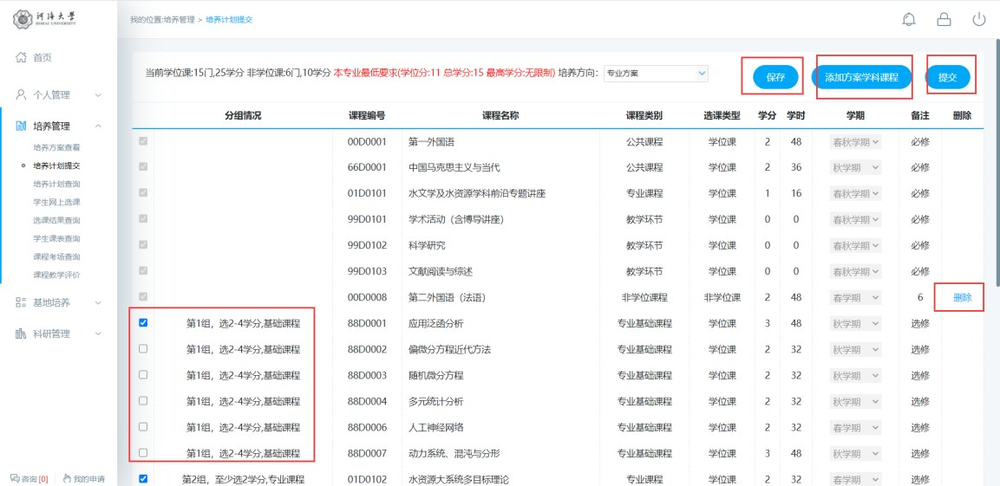 河海大学
HOHAI UNIVERSITY
我的位置:培养管理 > 培养计划提交
首页
个人管理
培养管理
培养方案查看
培养计划提交
培养计划查询
学生网上选课
选课结果查询
学生课表查询
课程考场查询
课程教学评价
基地培养
科研管理
咨询[0] 我的申请
当前学位课:15门,25学分 非学位课:6门,10学分 本专业最低要求(学位分:11 总学分:15 最高学分:无限制) 培养方向: 专业方案 保存 添加方案学科课程 提交
分组情况 课程编号 课程名称 课程类别 选课类型 学分 学时 学期 备注 删除
00D0001 第一外国语 公共课程 学位课 2 48 春秋学期 必修
66D0001 中国马克思主义与当代 公共课程 学位课 2 36 秋学期 必修
01D0101 水文学及水资源学科前沿专题讲座 专业课程 学位课 1 16 春秋学期 必修
99D0101 学术活动（含博导讲座） 教学环节 学位课 0 0 春秋学期 必修
99D0102 科学研究 教学环节 学位课 0 0 春秋学期 必修
99D0103 文献阅读与综述 教学环节 学位课 0 0 春秋学期 必修
00D0008 第二外国语（法语） 非学位课程 非学位课 2 48 春学期 6 删除
第1组，选2-4学分,基础课程 88D0001 应用泛函分析 专业基础课程 学位课 3 48 秋学期 选修
第1组，选2-4学分,基础课程 88D0002 偏微分方程近代方法 专业基础课程 学位课 2 32 秋学期 选修
第1组，选2-4学分,基础课程 88D0003 随机微分方程 专业基础课程 学位课 2 32 秋学期 选修
第1组，选2-4学分,基础课程 88D0004 多元统计分析 专业基础课程 学位课 2 32 秋学期 选修
第1组，选2-4学分,基础课程 88D0006 人工神经网络 专业基础课程 学位课 2 32 春学期 选修
第1组，选2-4学分,基础课程 88D0007 动力系统、混沌与分形 专业基础课程 学位课 3 48 秋学期 选修
第2组，至少选2学分,专业课程 01D0102 水资源大系统多目标理论 专业课程 学位课 2 32 春学期 选修